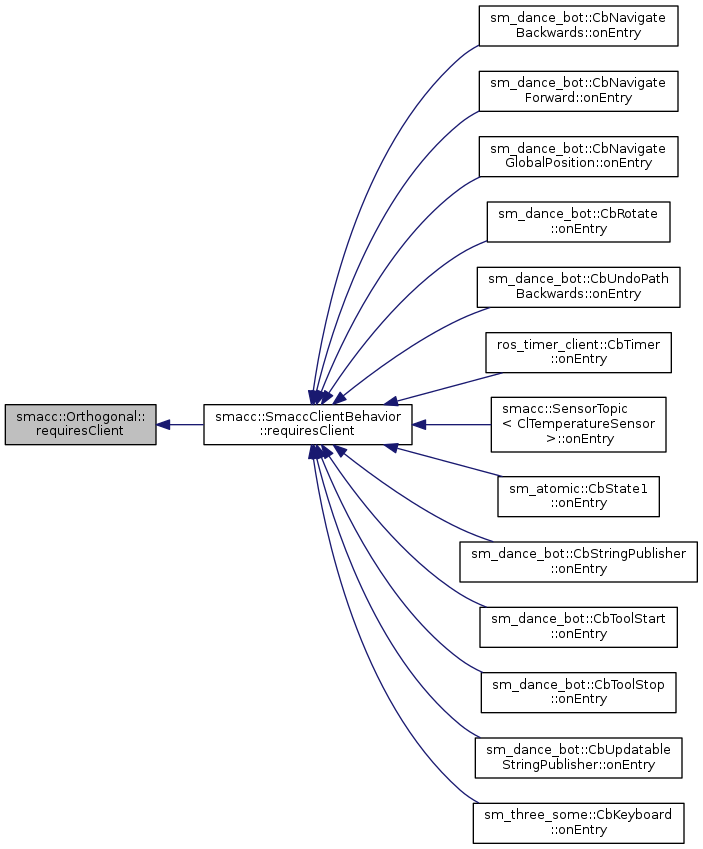 sm_dance_bot::CbNavigate
Backwards::onEntry
sm_dance_bot::CbNavigate
Forward::onEntry
sm_dance_bot::CbNavigate
GlobalPosition::onEntry
sm_dance_bot::CbRotate
::onEntry
sm_dance_bot::CbUndoPath
Backwards::onEntry
ros_timer_client::CbTimer
::onEntry
smacc::Orthogonal::
requiresClient
smacc::SmaccClientBehavior
::requiresClient
smacc::SensorTopic
< ClTemperatureSensor
>::onEntry
sm_atomic::CbState1
::onEntry
sm_dance_bot::CbStringPublisher
::onEntry
sm_dance_bot::CbToolStart
::onEntry
sm_dance_bot::CbToolStop
::onEntry
sm_dance_bot::CbUpdatable
StringPublisher::onEntry
sm_three_some::CbKeyboard
::onEntry